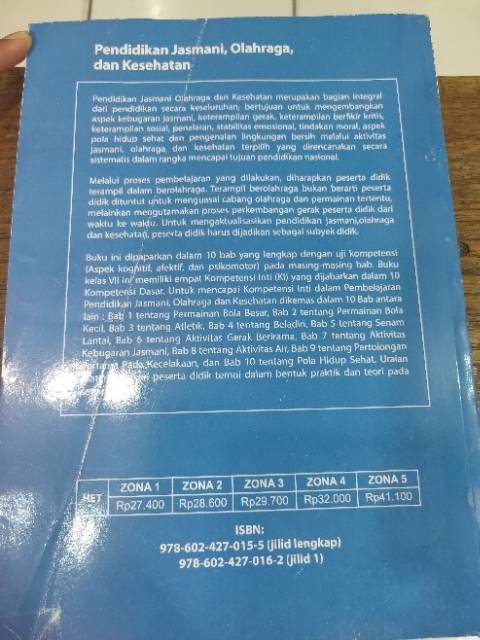 Pendidikan Jasmani, Olahraga,
dan Kesehatan
Pendidikan Jasmani Olahraga dan Kesehatan merupakan bagian integral
dari pendidikan secara keseluruhan, bertujuan untuk mengembangkan
aspek kebugaran jasmani, keterampilan gerak, keterampilan berfikir kritis,
keterampilan sosial, penalaran, stabilitas emosional, tindakan moral, aspek
pola hidup sehat dan pengenalan lingkungan bersih melalui aktivitas
jasmani, olahraga, dan kesehatan terpilih yang direncanakan secara
sistematis dalam rangka mencapai tujuan pendidikan nasional.
Melalui proses pembelajaran yang dilakukan, diharapkan peserta didik
terampil dalam berolahraga. Terampil berolahraga bukan berarti peserta
didik dituntut untuk menguasai cabang olahraga dan permainan tertentu,
melainkan mengutamakan proses perkembangan gerak peserta didik dari
waktu ke waktu. Untuk mengoktualisasikan pendidikan jasmani,olahraga
dan kesehatan, peserta didik harus dijadikan sebagai subyek didik.
Buku ini dipaparkan dalam 10 bab yang lengkap dengan uji kompetensi
(Aspek kognitif, afektif, dan psikomotor) pada masing-masing bab. Buku
kelas VII ini memiliki empat Kompetensi Inti (KI) yang dijabarkan dalam 10
Kompetensi Dasar. Untuk mencapai Kompetensi Inti dalam Pembelajaran
Pendidikan Jasmani, Olahraga dan Kesehatan dikemas dalam 10 Bab antara
lain : Bab 1 tentang Permainan Bola Besar, Bab 2 tentang Permainan Bola
Kecil, Bab 3 tentang Atletik, Bab 4 tentang Beladiri, Bab 5 tentang Senam
Lantai, Bab 6 tentang Aktivitas Gerak Berirama, Bab 7 tentang Aktivitas
Kebugaran Jasmani, Bab 8 tentang Aktivitas Air, Bab 9 tentang Pertolongan
Pertama Pada Kecelakaan, dan Bab 10 tentang Pola Hidup Sehat. Uraian
peserta didik temui dalam bentuk praktik dan teori pada
HET ZONA 1 ZONA 2 ZONA 3 ZONA 4 ZONA 5
Rp27.400 Rp28.600 Rp29.700 Rp32.000 Rp41.100
ISBN:
978-602-427-015-5 (jilid lengkap)
978-602-427-016-2 (jilid 1)